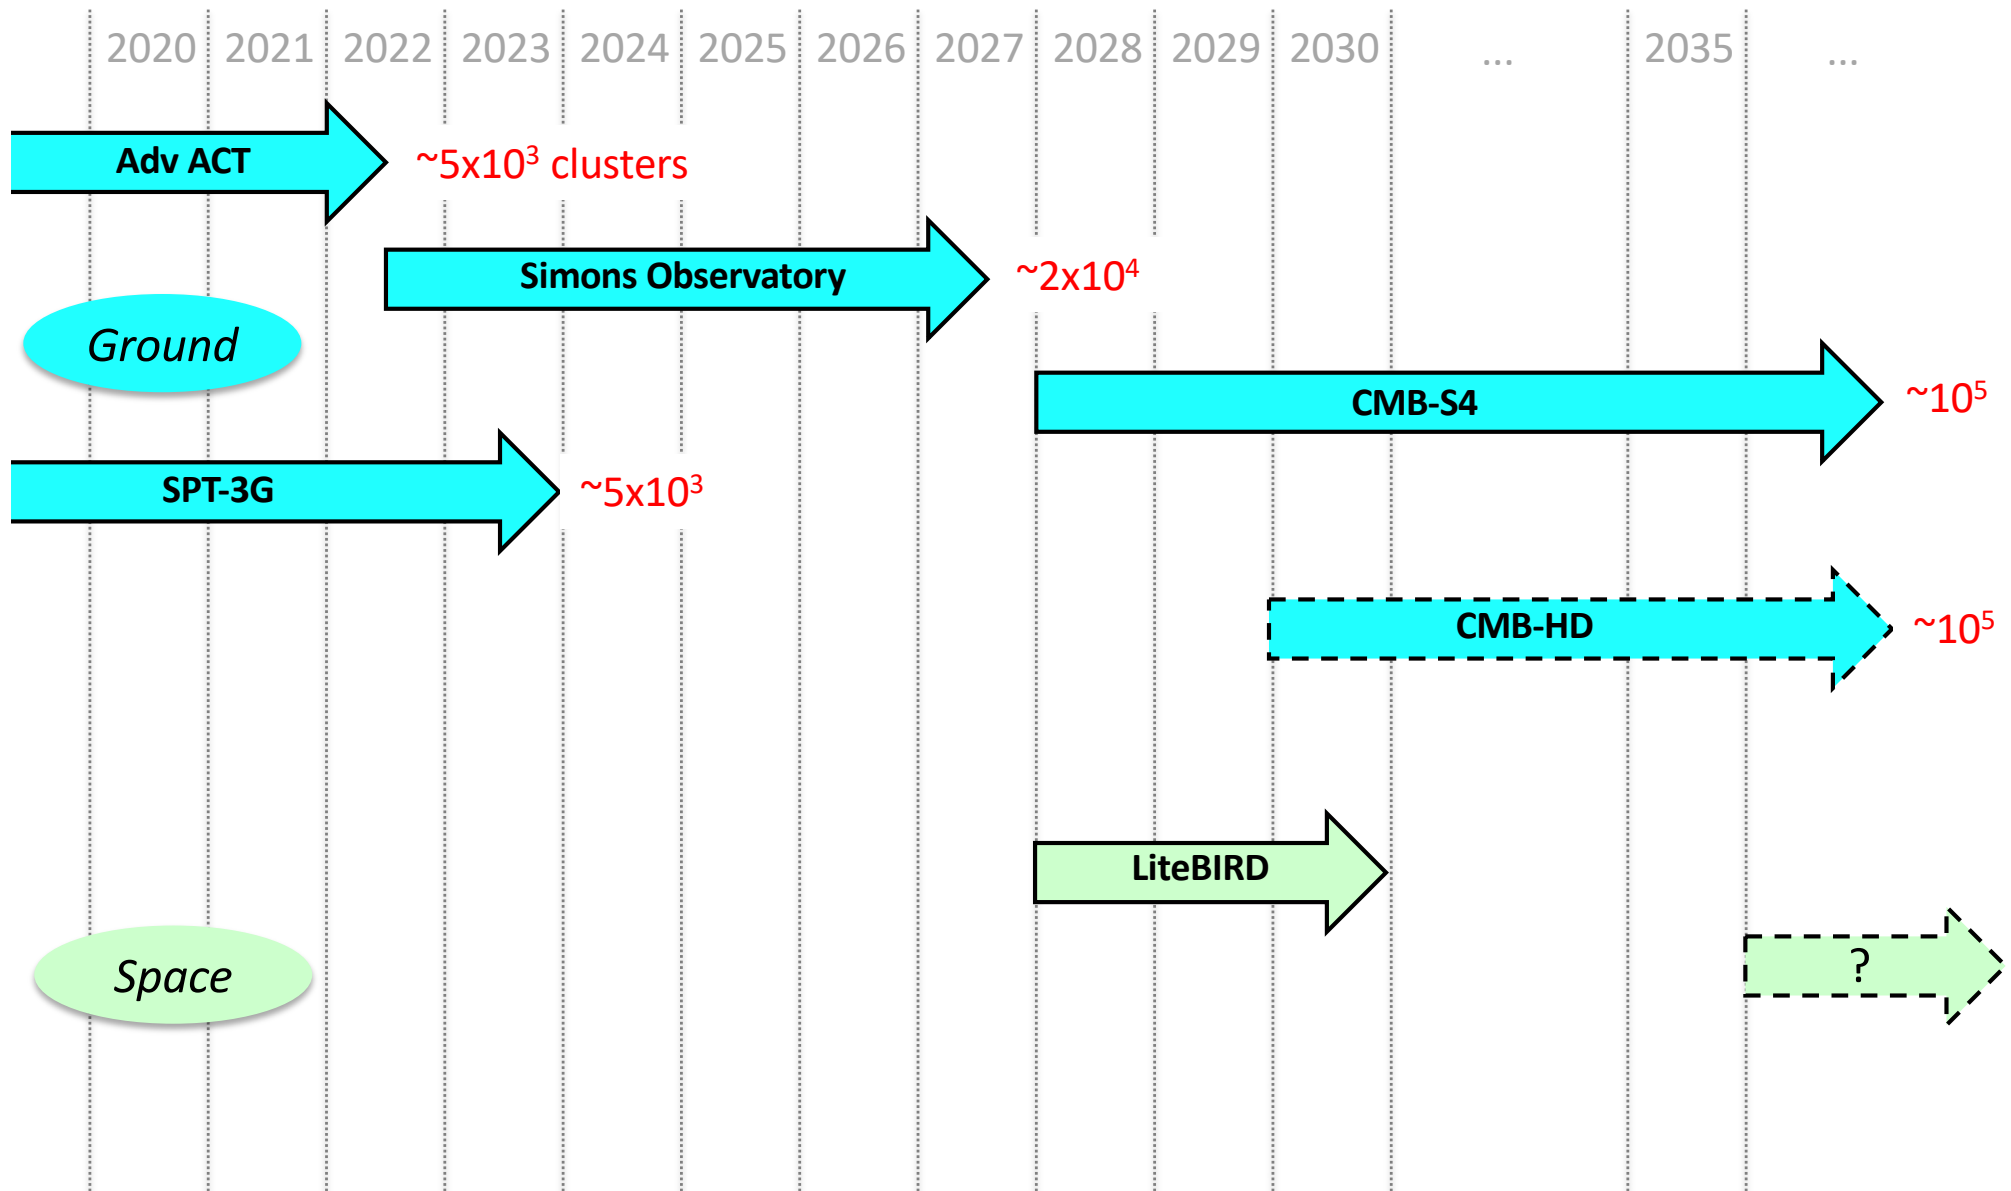 2020 2021 2022 2023 2024 2025 2026 2027 2028 2029 2030 ... 2035 ...
Adv ACT ~5x10³ clusters
Simons Observatory ~2x10⁴
Ground
CMB-S4 ~10⁵
SPT-3G ~5x10³
CMB-HD ~10⁵
LiteBIRD
Space ?